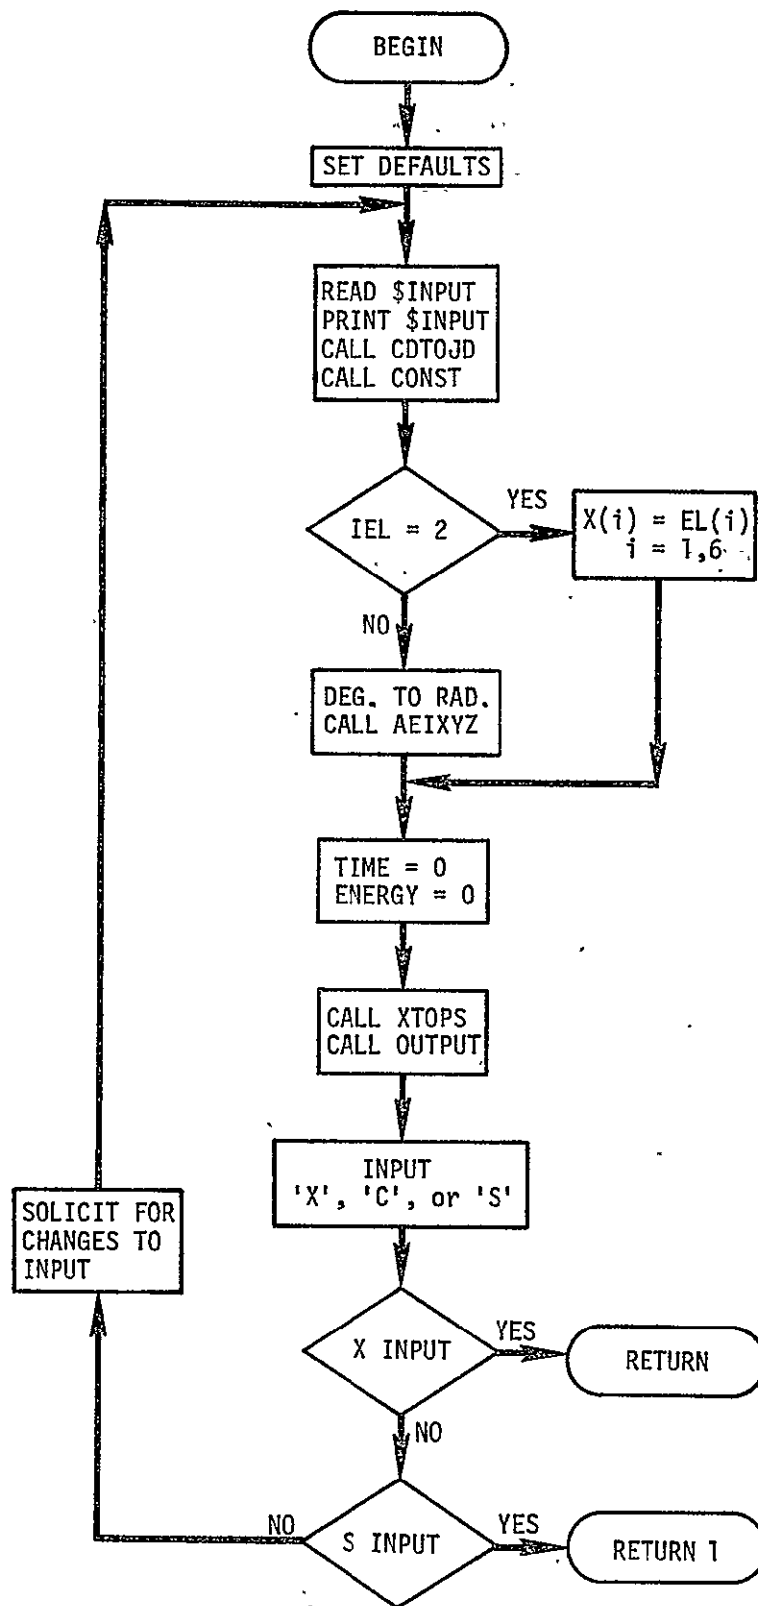 BEGIN
SET DEFAULTS
READ $INPUT
PRINT $INPUT
CALL CDTOJD
CALL CONST
IEL = 2
YES
X(i) = EL(i)
i = 1,6
NO
DEG. TO RAD.
CALL AEIXYZ
TIME = 0
ENERGY = 0
CALL XTOPS
CALL OUTPUT
INPUT
'X', 'C', or 'S'
SOLICIT FOR
CHANGES TO
INPUT
X INPUT
YES
RETURN
NO
S INPUT
NO
YES
RETURN 1